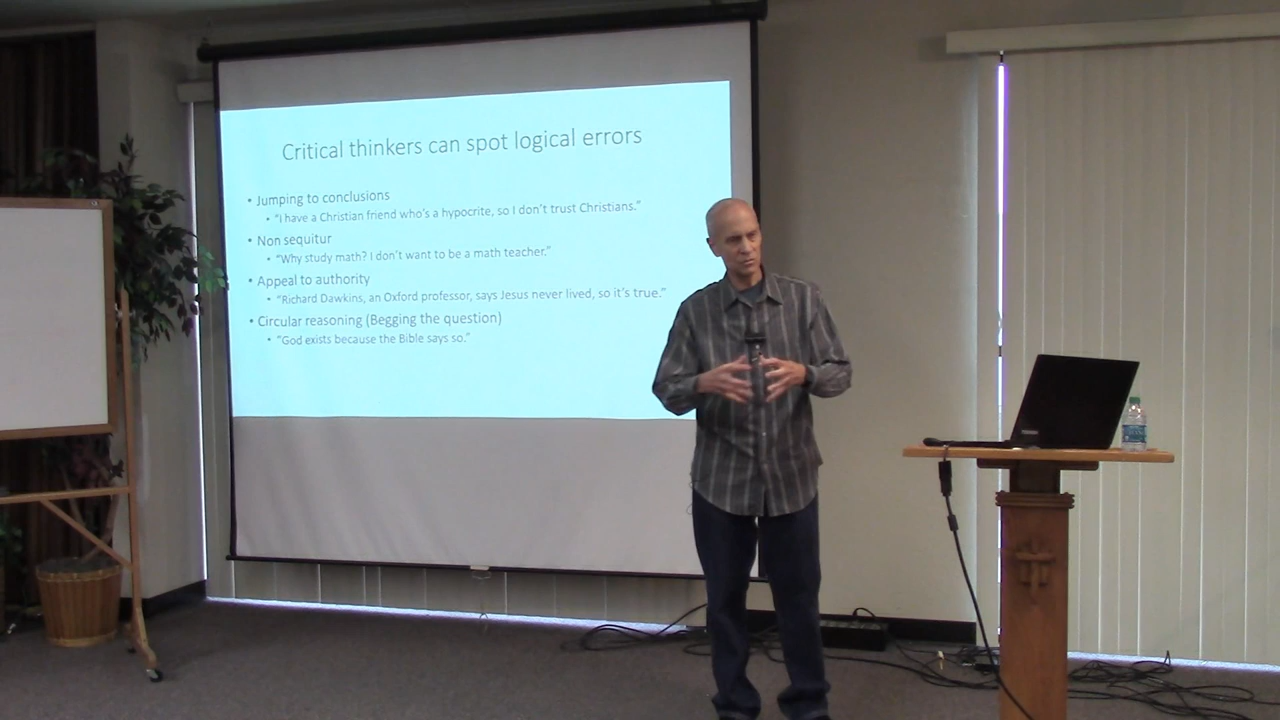 Critical thinkers can spot logical errors
• Jumping to conclusions
• “I have a Christian friend who’s a hypocrite, so I don’t trust Christians.”
• Non sequitur
• “Why study math? I don’t want to be a math teacher.”
• Appeal to authority
• “Richard Dawkins, an Oxford professor, says Jesus never lived, so it’s true.”
• Circular reasoning (Begging the question)
• “God exists because the Bible says so.”